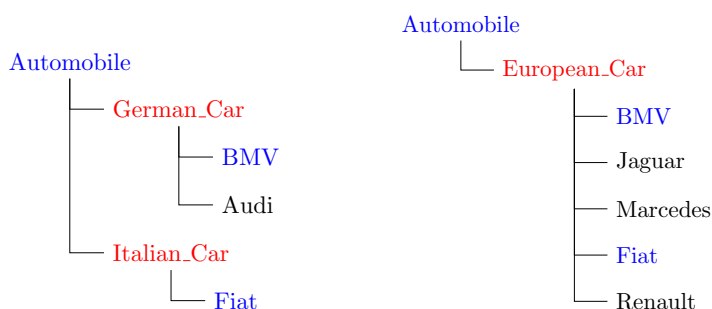 Automobile
German_Car
BMV
Audi
Italian_Car
Fiat
Automobile
European_Car
BMV
Jaguar
Marcedes
Fiat
Renault